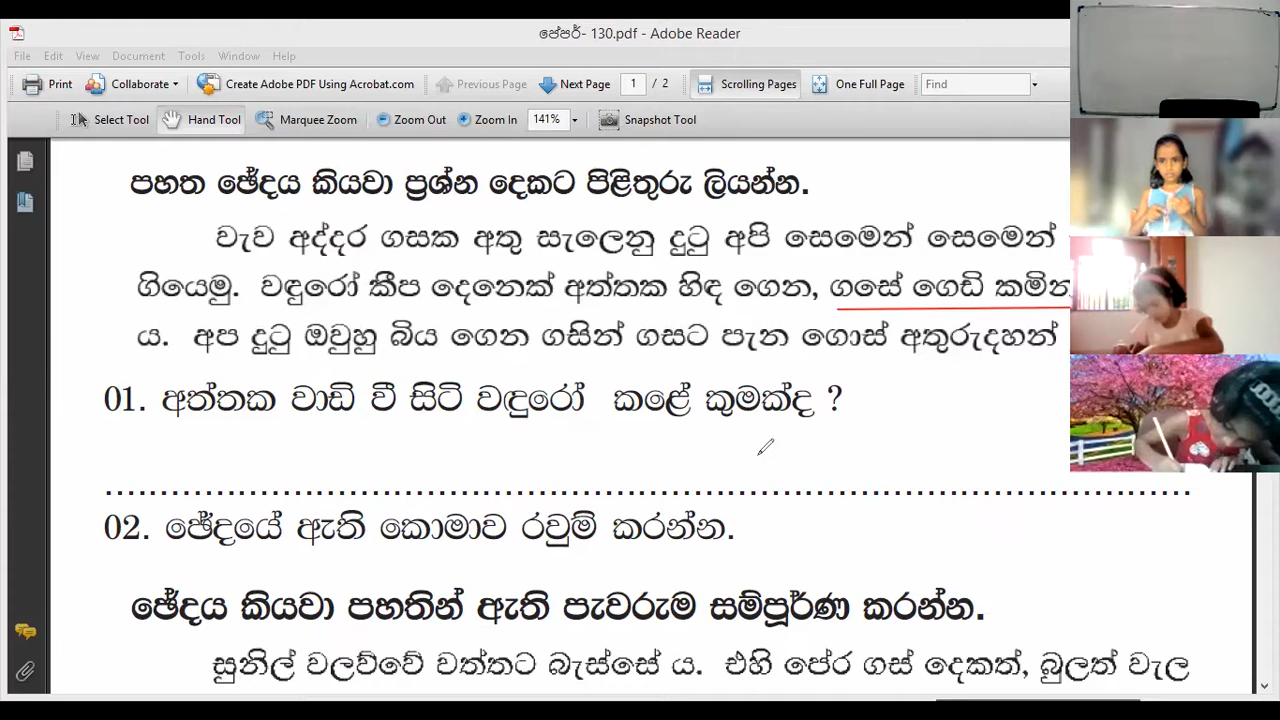 පේපර්- 130.pdf - Adobe Reader
File Edit View Document Tools Window Help
Print Collaborate Create Adobe PDF Using Acrobat.com Previous Page Next Page 1 / 2 Scrolling Pages One Full Page Find
Select Tool Hand Tool Marquee Zoom Zoom Out Zoom In 141% Snapshot Tool
පහත ඡේදය කියවා ප්‍රශ්න දෙකට පිළිතුරු ලියන්න.
වැව අද්දර ගසක අතු සැලෙනු දුටු අපි සෙමෙන් සෙමෙන්
ගියෙමු. වඳුරෝ කීප දෙනෙක් අත්තක හිඳ ගෙන, ගසේ ගෙඩි
ය. අප දුටු ඔවුහු බිය ගෙන ගසින් ගසට පැන ගොස් අතුරුදහන්
01. අත්තක වාඩි වී සිටි වඳුරෝ කළේ කුමක්ද ?
02. ඡේදයේ ඇති කොමාව රවුම් කරන්න.
ඡේදය කියවා පහතින් ඇති පැවරුම සම්පූර්ණ කරන්න.
සුනිල් වලව්වේ වත්තට බැස්සේ ය. එහි පේර ගස් දෙකත්, බුලත් වැල